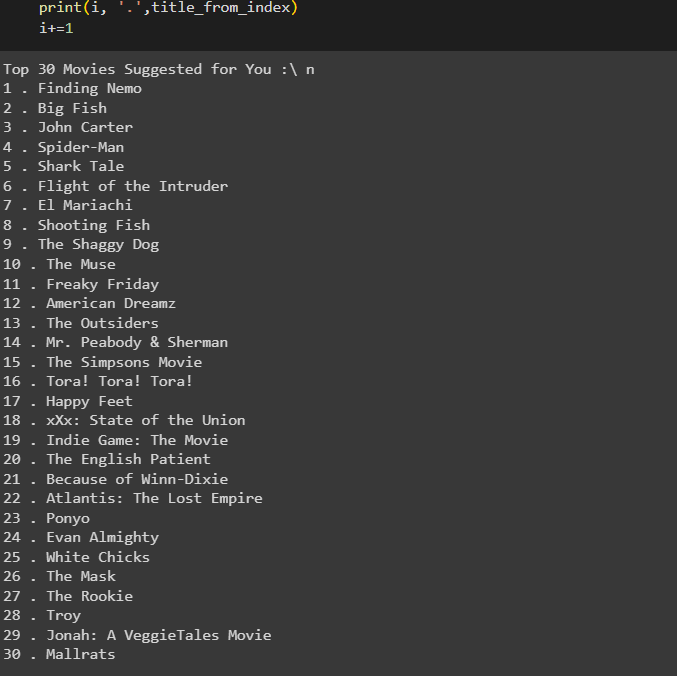 print(i, '.',title_from_index)
i+=1
Top 30 Movies Suggested for You :\ n
1 . Finding Nemo
2 . Big Fish
3 . John Carter
4 . Spider-Man
5 . Shark Tale
6 . Flight of the Intruder
7 . El Mariachi
8 . Shooting Fish
9 . The Shaggy Dog
10 . The Muse
11 . Freaky Friday
12 . American Dreamz
13 . The Outsiders
14 . Mr. Peabody & Sherman
15 . The Simpsons Movie
16 . Tora! Tora! Tora!
17 . Happy Feet
18 . xXx: State of the Union
19 . Indie Game: The Movie
20 . The English Patient
21 . Because of Winn-Dixie
22 . Atlantis: The Lost Empire
23 . Ponyo
24 . Evan Almighty
25 . White Chicks
26 . The Mask
27 . The Rookie
28 . Troy
29 . Jonah: A VeggieTales Movie
30 . Mallrats